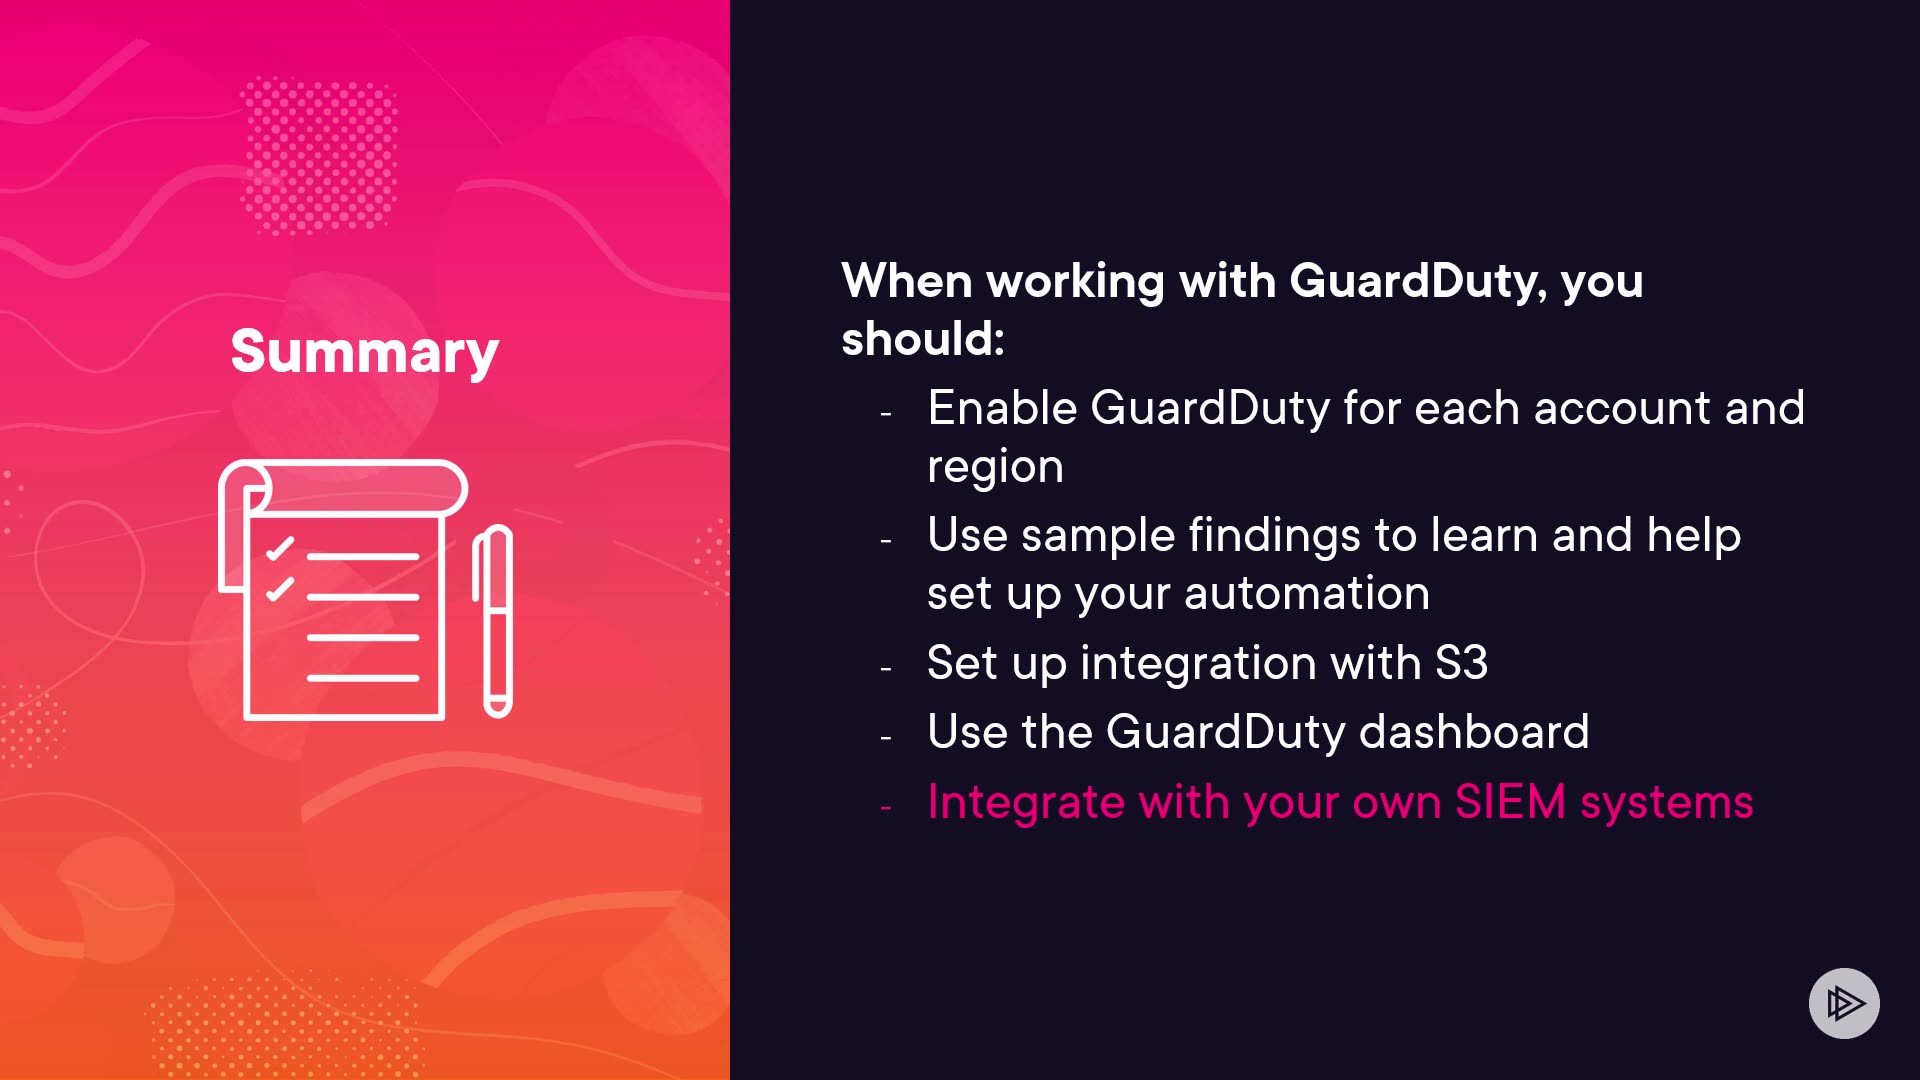 Summary
When working with GuardDuty, you
should:
- Enable GuardDuty for each account and
region
- Use sample findings to learn and help
set up your automation
- Set up integration with S3
- Use the GuardDuty dashboard
- Integrate with your own SIEM systems